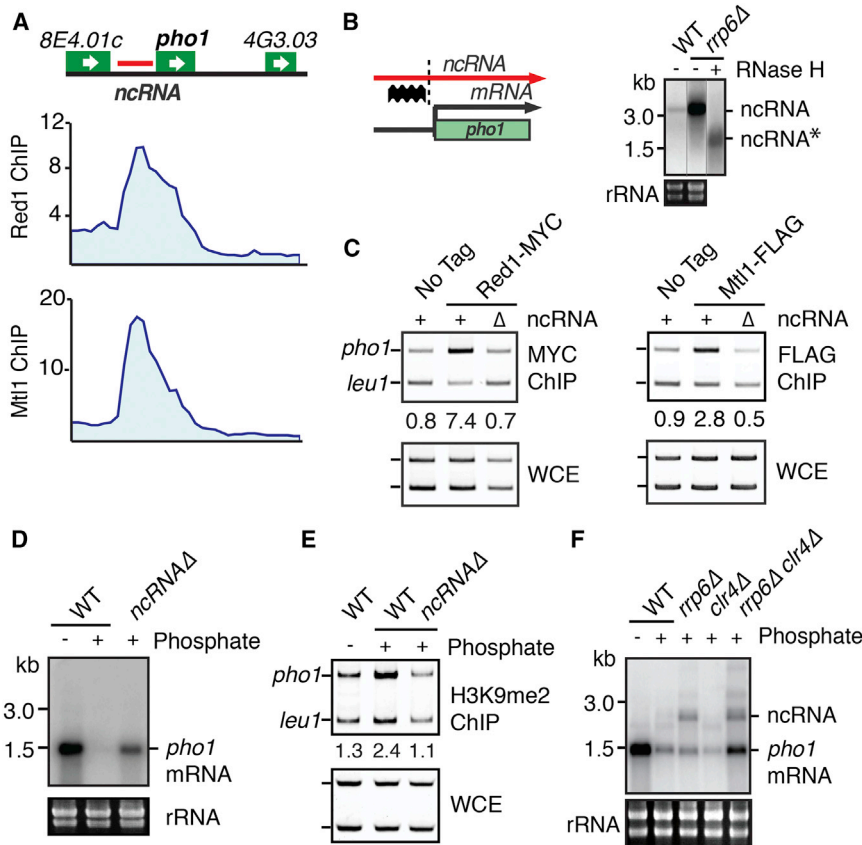 A
8E4.01c pho1 4G3.03
ncRNA
Red1 ChIP
12
8
4
Mtl1 ChIP
20
10
B
ncRNA
mRNA
pho1
WT rrp6Δ
- - + RNase H
kb
3.0
1.5
ncRNA
ncRNA*
rRNA
C
No Tag Red1-MYC
+ + Δ ncRNA
pho1
leu1
MYC
ChIP
0.8 7.4 0.7
WCE
No Tag Mtl1-FLAG
+ + Δ ncRNA
FLAG
ChIP
0.9 2.8 0.5
WCE
D
WT ncRNAΔ
- + + Phosphate
kb
3.0
1.5
pho1
mRNA
rRNA
E
WT WT ncRNAΔ
- + + Phosphate
pho1
leu1
H3K9me2
ChIP
1.3 2.4 1.1
WCE
F
WT rrp6Δ clr4Δ rrp6Δ clr4Δ
- + + + + Phosphate
kb
3.0
1.5
ncRNA
pho1
mRNA
rRNA